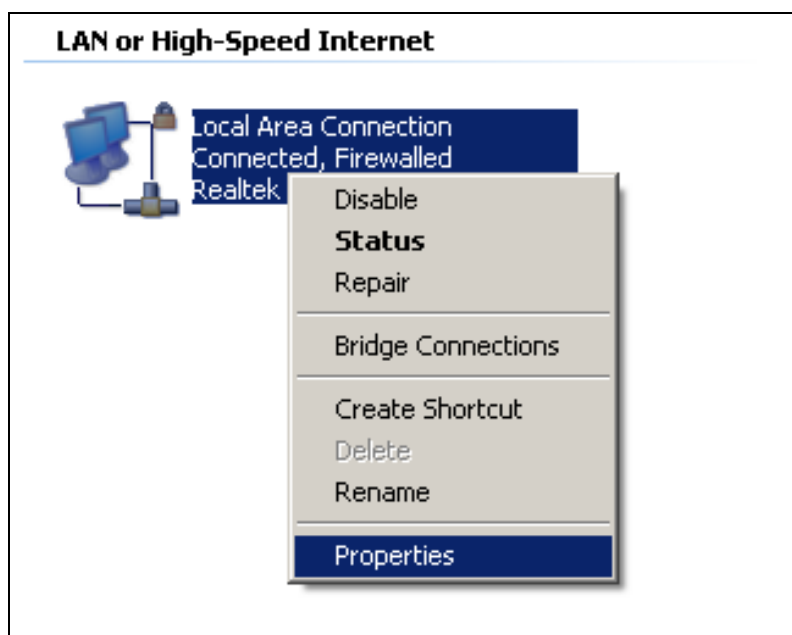 LAN or High-Speed Internet
Local Area Connection
Connected, Firewalled
Realtek
Disable
Status
Repair
Bridge Connections
Create Shortcut
Delete
Rename
Properties